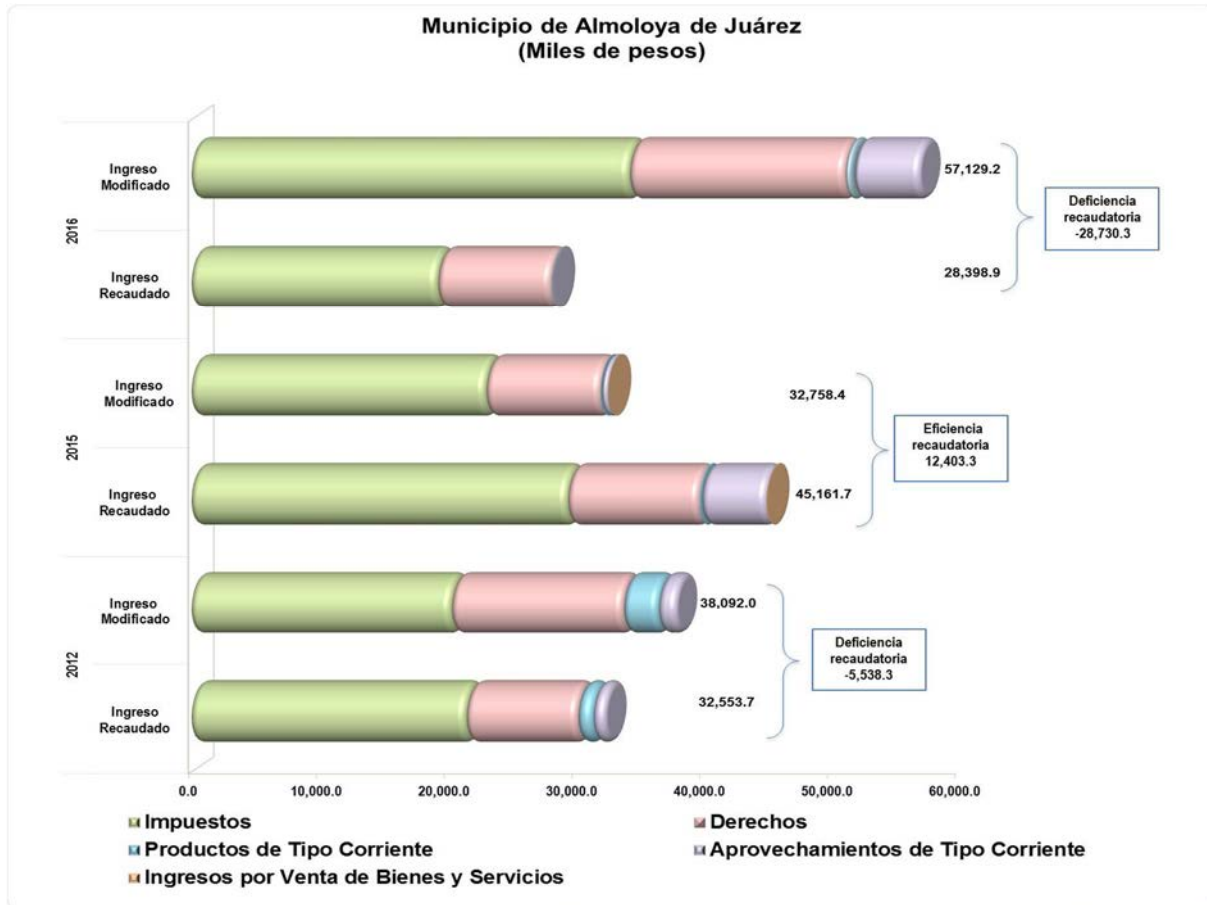 Municipio de Almoloya de Juárez
(Miles de pesos)
2016
Ingreso
Modificado
57,129.2
Ingreso
Recaudado
28,398.9
Deficiencia
recaudatoria
-28,730.3
2015
Ingreso
Modificado
32,758.4
Ingreso
Recaudado
45,161.7
Eficiencia
recaudatoria
12,403.3
2012
Ingreso
Modificado
38,092.0
Ingreso
Recaudado
32,553.7
Deficiencia
recaudatoria
-5,538.3
0.0 10,000.0 20,000.0 30,000.0 40,000.0 50,000.0 60,000.0
Impuestos
Derechos
Productos de Tipo Corriente
Aprovechamientos de Tipo Corriente
Ingresos por Venta de Bienes y Servicios